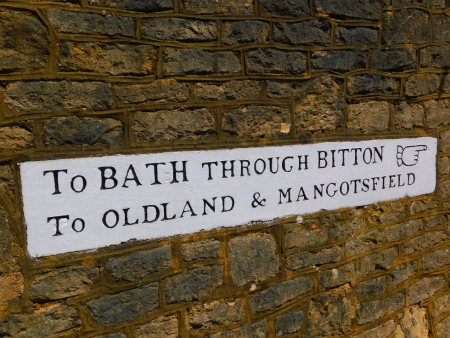 To BATH THROUGH BITTON
To OLDLAND & MANGOTSFIELD